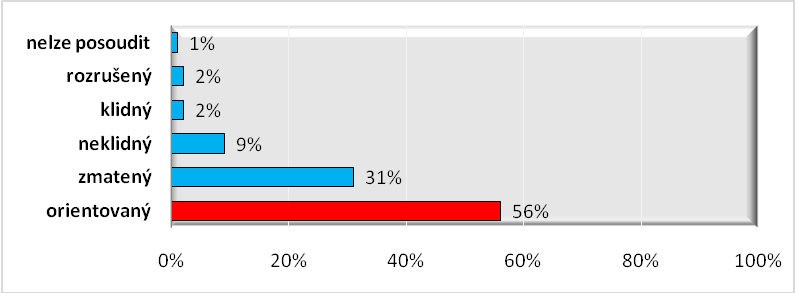 nelze posoudit 1%
rozrušený 2%
klidný 2%
neklidný 9%
zmatený 31%
orientovaný 56%
0% 20% 40% 60% 80% 100%